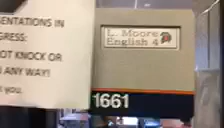 ENTATIONS IN
GRESS:
OT KNOCK OR
ANY WAY!
you.
L. Moore
English 4
1661